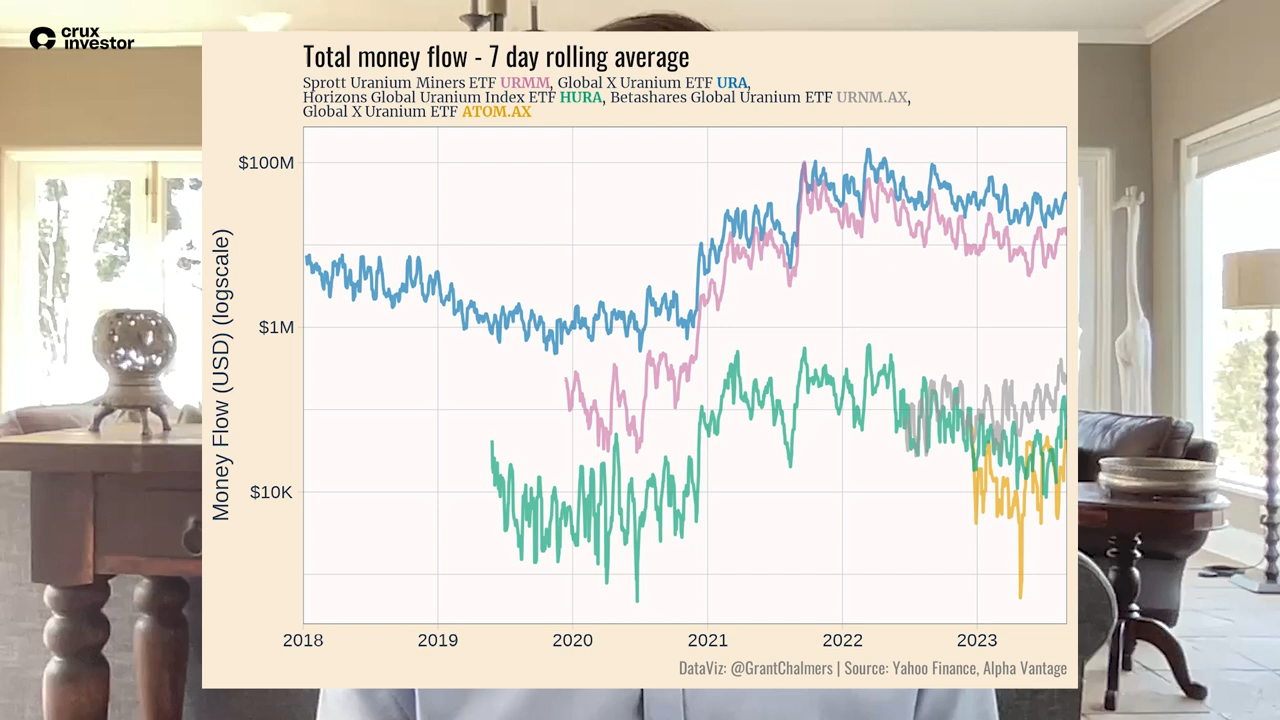 crux
investor
Total money flow - 7 day rolling average
Sprott Uranium Miners ETF URMM, Global X Uranium ETF URA,
Horizons Global Uranium Index ETF HURA, Betashares Global Uranium ETF URNM.AX,
Global X Uranium ETF ATOM.AX
Money Flow (USD) (logscale)
$100M
$1M
$10K
2018 2019 2020 2021 2022 2023
DataViz: @GrantChalmers | Source: Yahoo Finance, Alpha Vantage